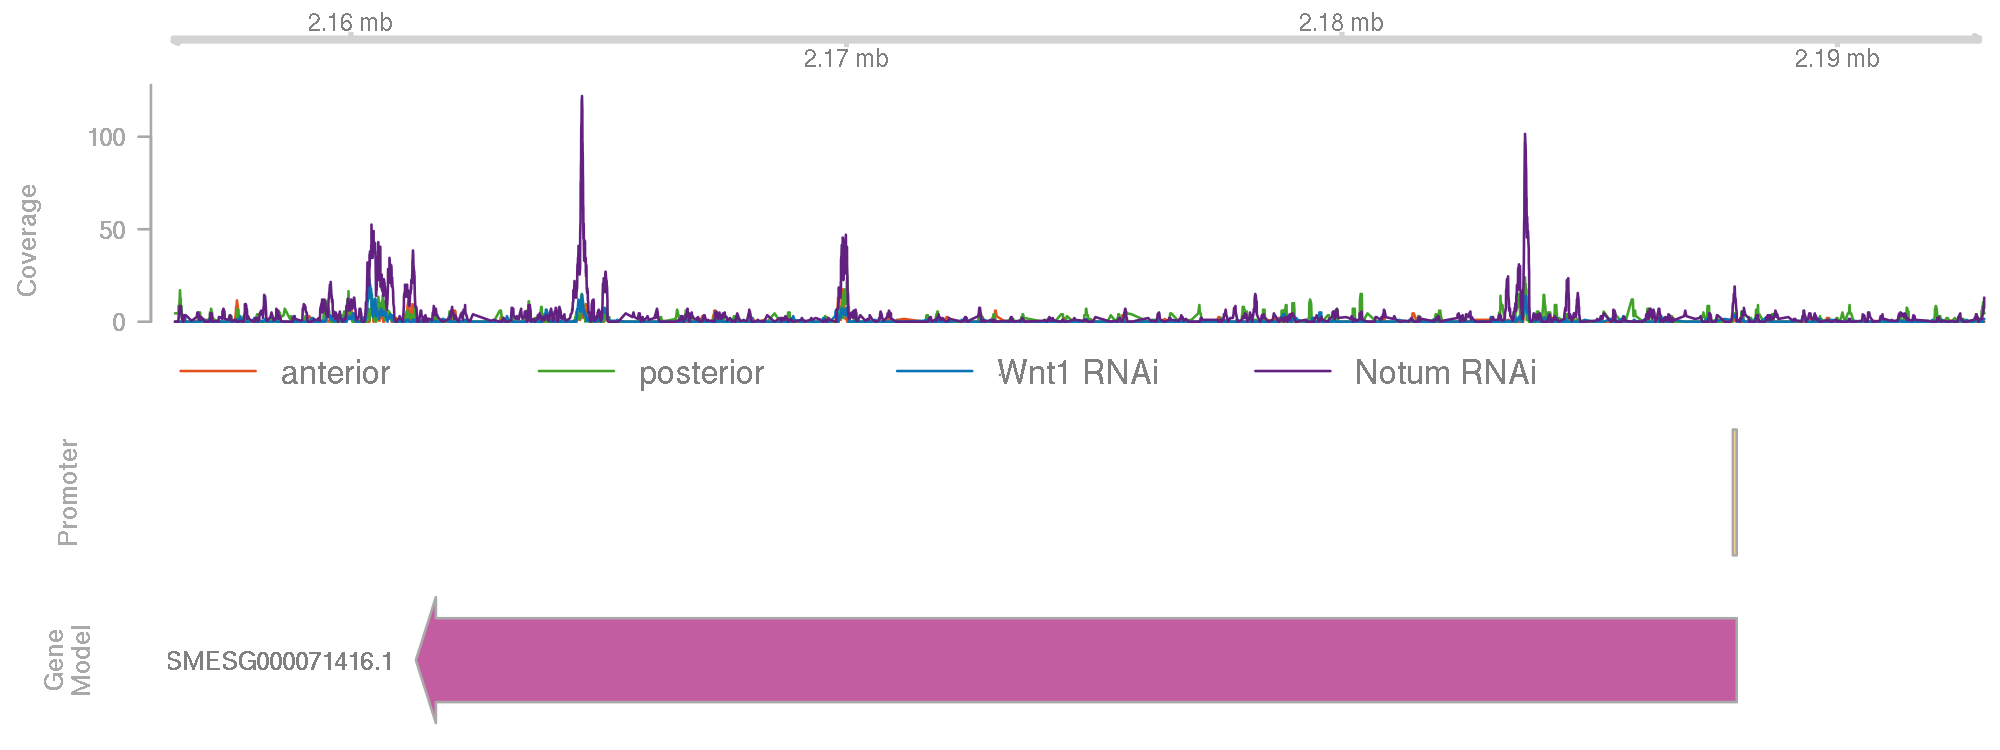 2.16 mb
2.18 mb
2.17 mb
2.19 mb
Coverage
100
50
0
anterior
posterior
Wnt1 RNAi
Notum RNAi
Promoter
Gene
Model
SMESG000071416.1